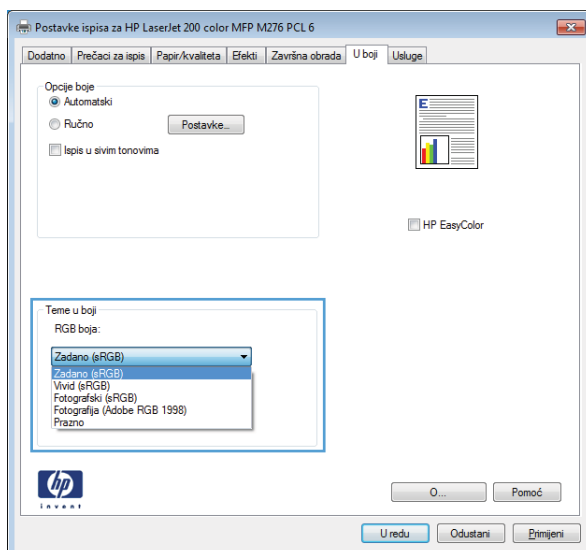 Postavke ispisa za HP LaserJet 200 color MFP M276 PCL 6
Dodatno Prečaci za ispis Papir/kvaliteta Efekti Završna obrada U boji Usluge
Opcije boje
Automatski
Ručno Postavke...
Ispis u sivim tonovima
E
HP EasyColor
Teme u boji
RGB boja:
Zadano (sRGB)
Zadano (sRGB)
Vivid (sRGB)
Fotografski (sRGB)
Fotografija (Adobe RGB 1998)
Prazno
hp
invent
O... Pomoć
U redu Odustani Primijeni